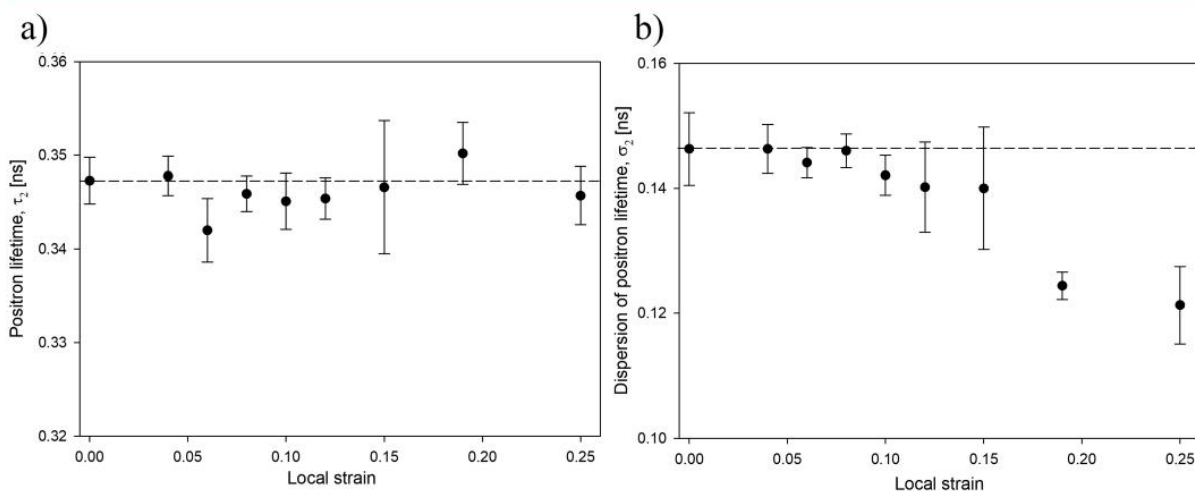 a)
0.36
0.35
0.34
0.33
0.32
Positron lifetime, τ₂ [ns]
0.00 0.05 0.10 0.15 0.20 0.25
Local strain
b)
0.16
0.14
0.12
0.10
Dispersion of positron lifetime, σ₂ [ns]
0.00 0.05 0.10 0.15 0.20 0.25
Local strain